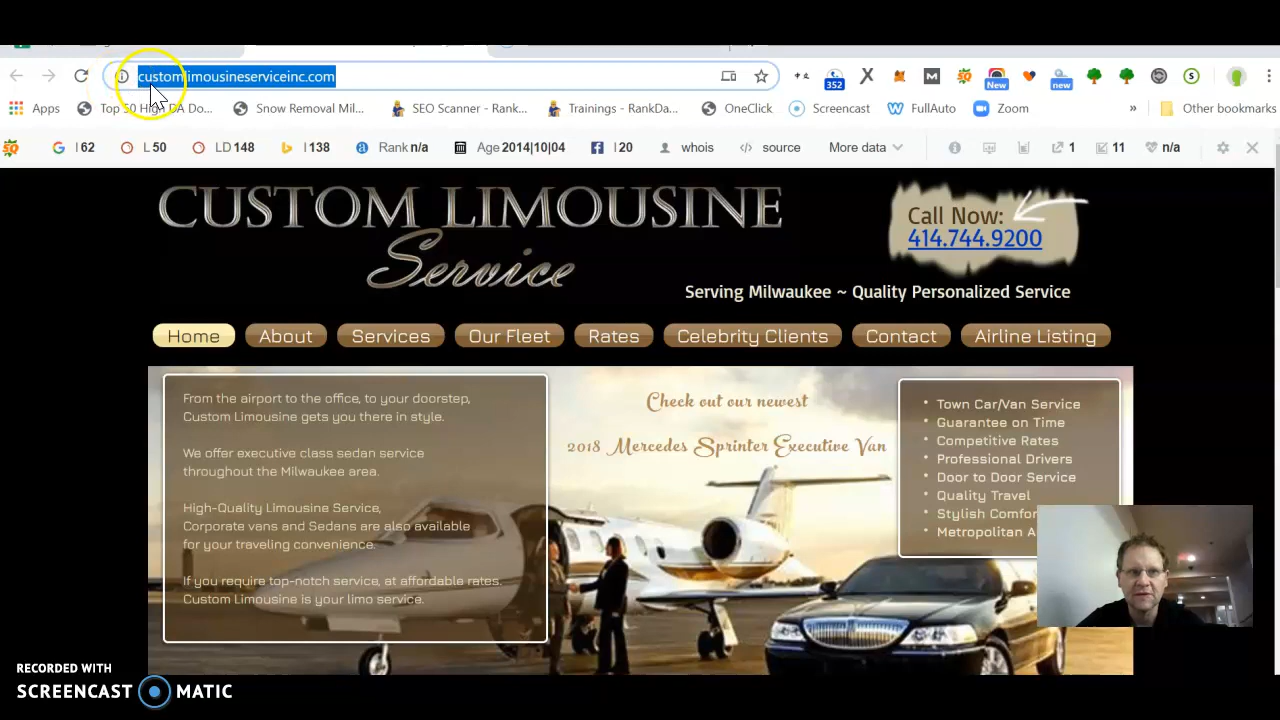 customlimousineserviceinc.com
352
New
new
Apps
Top 50 High DA Do...
Snow Removal Mil...
SEO Scanner - Rank...
Trainings - RankDa...
OneClick
Screencast
FullAuto
Zoom
»
Other bookmarks
I 62
L 50
LD 148
I 138
Rank n/a
Age 2014|10|04
I 20
whois
source
More data
1
11
n/a
CUSTOM LIMOUSINE
Service
Call Now:
414.744.9200
Serving Milwaukee ~ Quality Personalized Service
Home
About
Services
Our Fleet
Rates
Celebrity Clients
Contact
Airline Listing
From the airport to the office, to your doorstep,
Custom Limousine gets you there in style.
We offer executive class sedan service
throughout the Milwaukee area.
High-Quality Limousine Service,
Corporate vans and Sedans are also available
for your traveling convenience.
If you require top-notch service, at affordable rates.
Custom Limousine is your limo service.
Check out our newest
2018 Mercedes Sprinter Executive Van
• Town Car/Van Service
• Guarantee on Time
• Competitive Rates
• Professional Drivers
• Door to Door Service
• Quality Travel
• Stylish Comfor
• Metropolitan A
RECORDED WITH
SCREENCAST MATIC